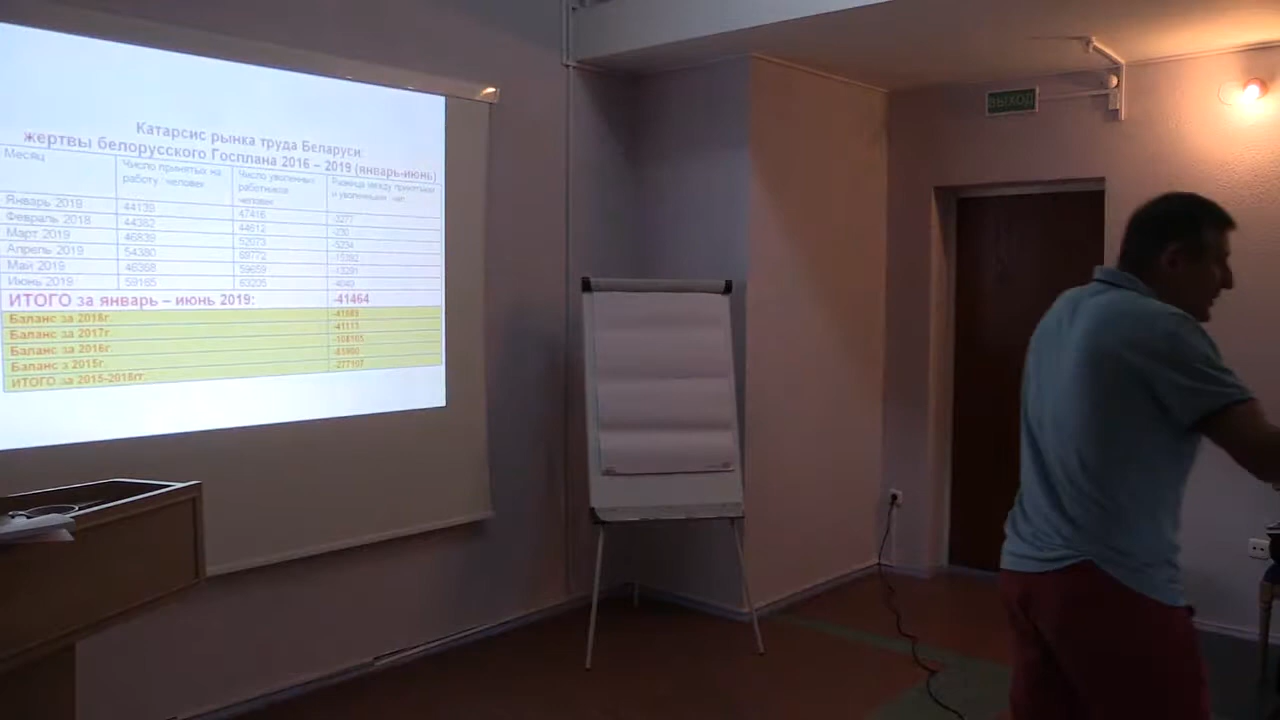 Катарсис рынка труда Беларуси:
жертвы белорусского Госплана 2016 – 2019 (январь-июнь)
Месяц Число принятых на работу, человек Число уволенных работников, человек Разница между принятыми и уволенными, чел.
Январь 2019 44139 47416 -3277
Февраль 2018 44382 44612 -230
Март 2019 46839 52073 -5234
Апрель 2019 54380 69772 -15392
Май 2019 46368 59659 -13291
Июнь 2019 59165 63205 -4040
ИТОГО за январь – июнь 2019: -41464
Баланс за 2018г.
Баланс за 2017г. -41111
Баланс за 2016г. -108105
Баланс з 2015г.
ИТОГО за 2015-2018гг. -277107
ВЫХОД